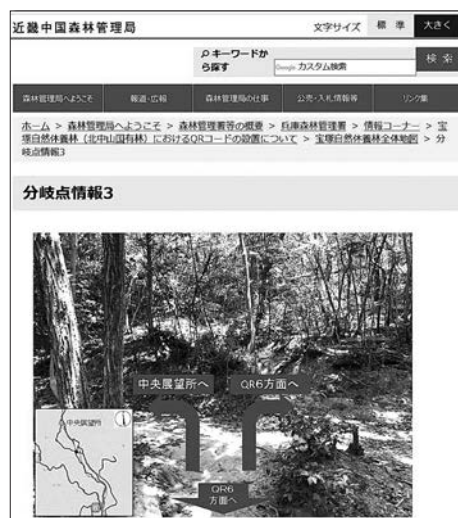 近畿中国森林管理局
文字サイズ 標 準 大きく
キーワードか
ら探す
Google カスタム検索
検 索
森林管理局へようこそ 報道・広報 森林管理局の仕事 公売・入札情報等 リンク集
ホーム > 森林管理局へようこそ > 森林管理署等の概要 > 兵庫森林管理署 > 情報コーナー > 宝
塚自然休養林(北中山国有林)におけるQRコードの設置について > 宝塚自然休養林全体地図 > 分
岐点情報3
分岐点情報3
中央展望所へ
QR6方面へ
中央展望所
QR6
方面へ